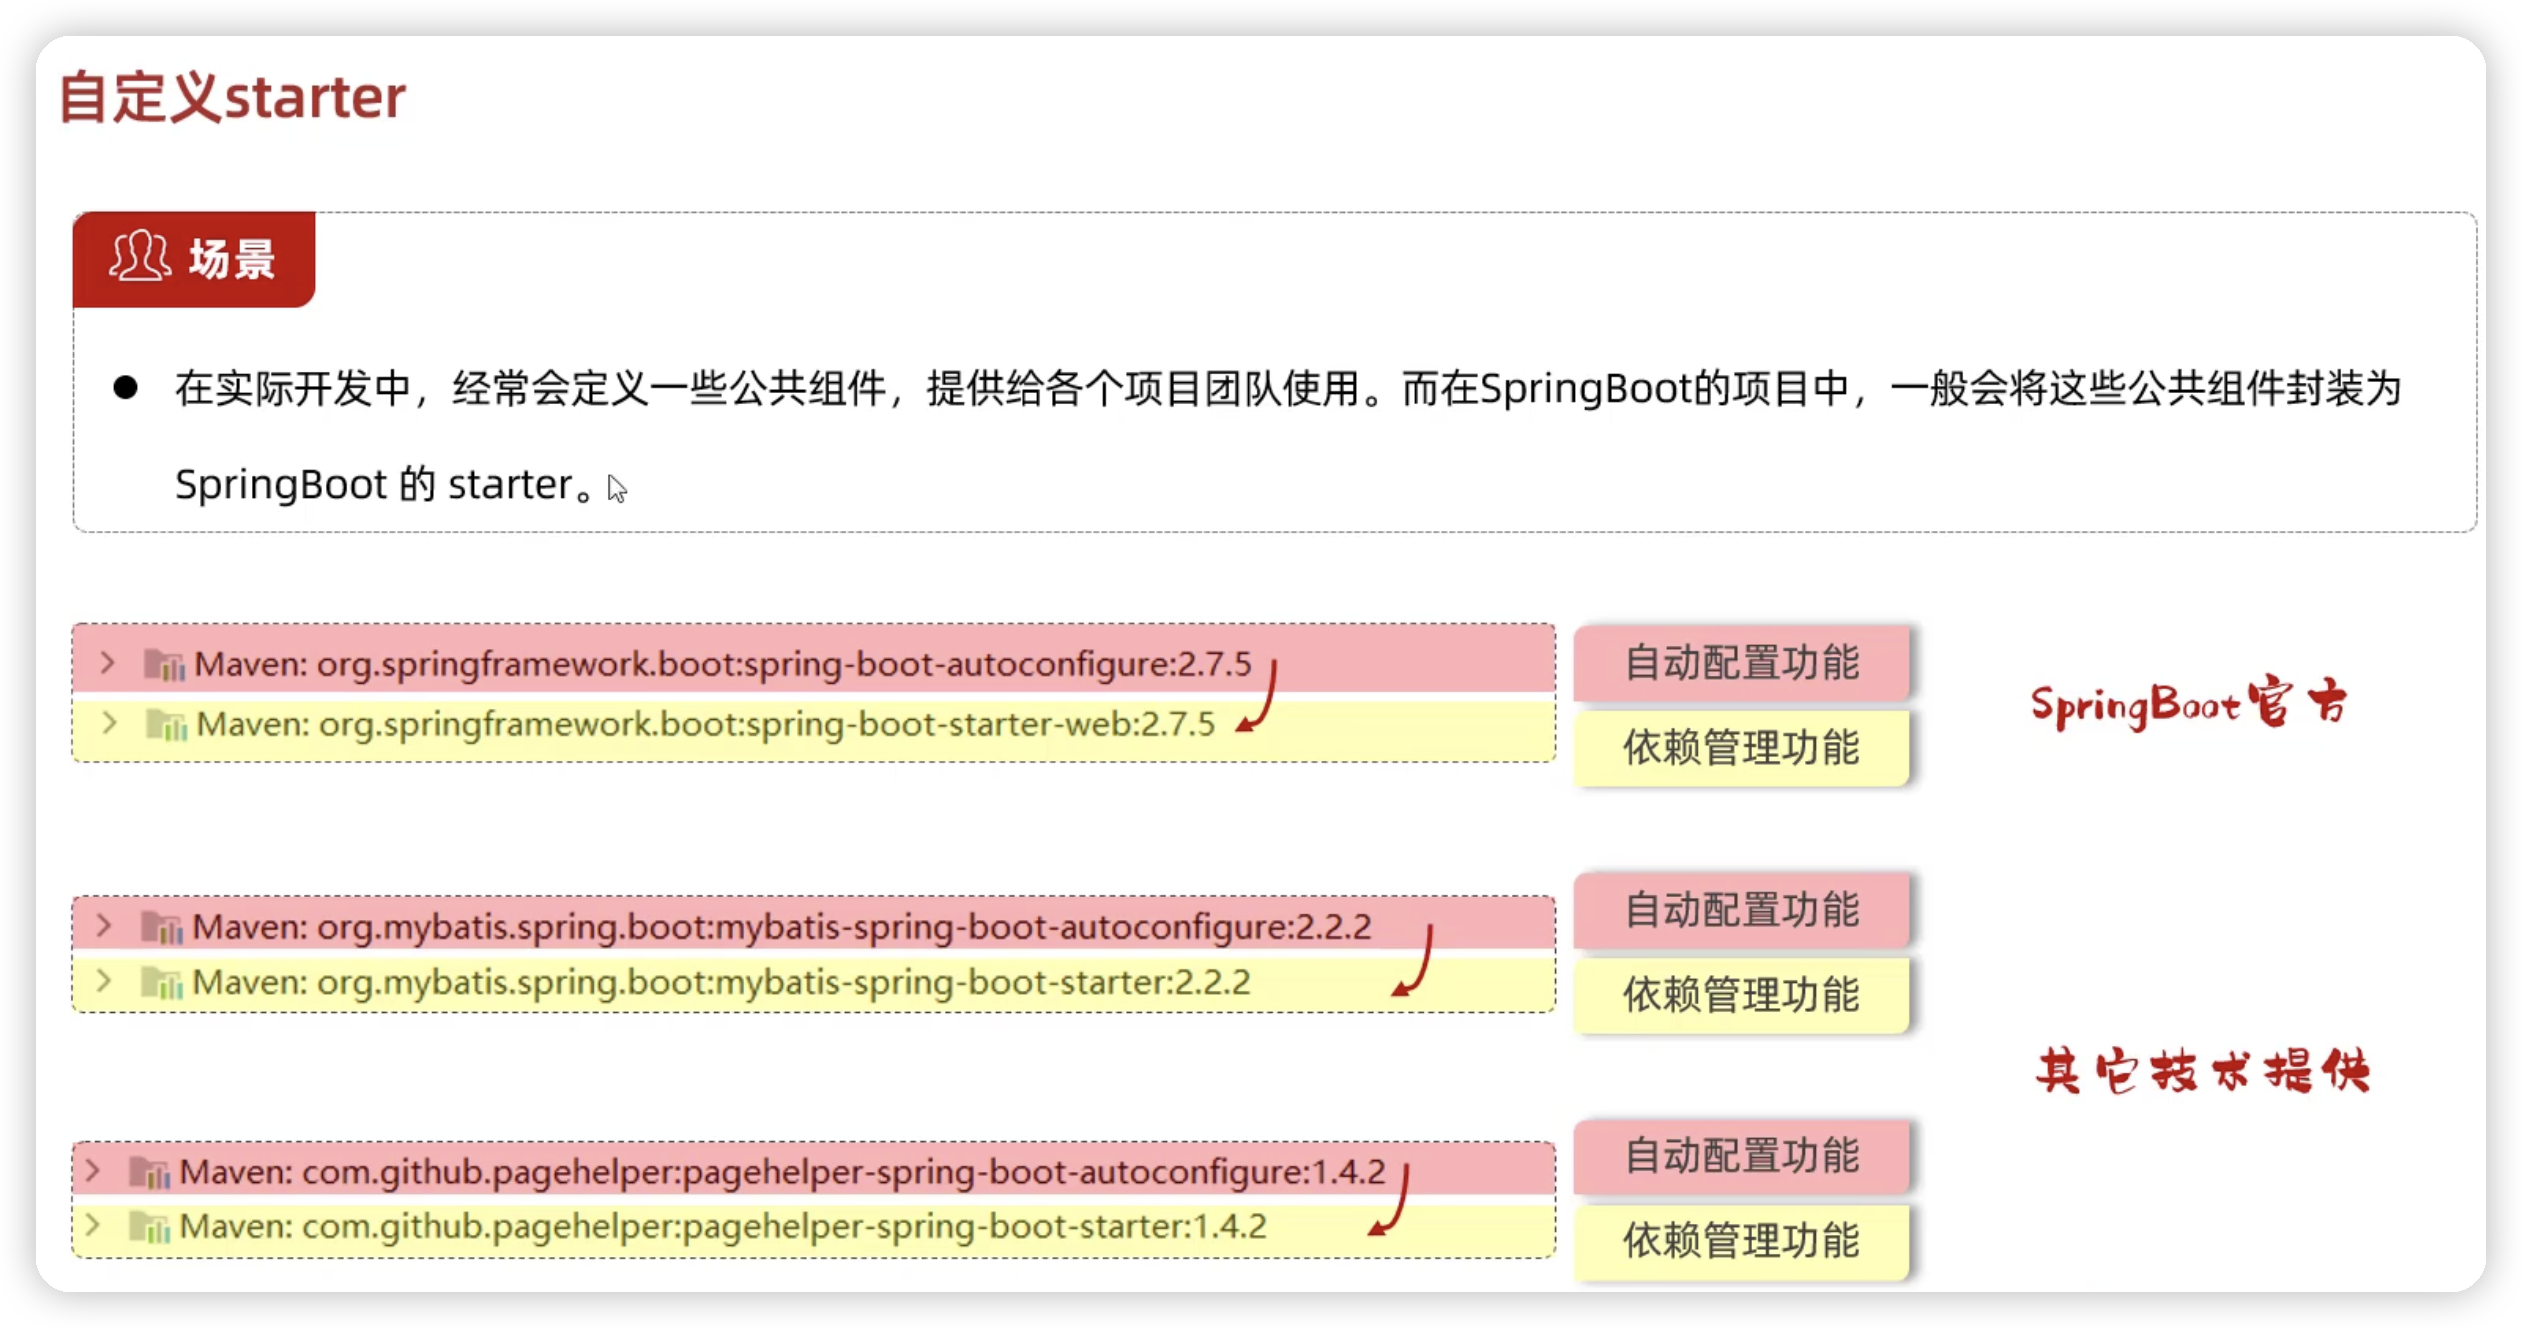 自定义starter
场景
在实际开发中，经常会定义一些公共组件，提供给各个项目团队使用。而在SpringBoot的项目中，一般会将这些公共组件封装为
SpringBoot 的 starter。
Maven: org.springframework.boot:spring-boot-autoconfigure:2.7.5
自动配置功能
Maven: org.springframework.boot:spring-boot-starter-web:2.7.5
依赖管理功能
SpringBoot官方
Maven: org.mybatis.spring.boot:mybatis-spring-boot-autoconfigure:2.2.2
自动配置功能
Maven: org.mybatis.spring.boot:mybatis-spring-boot-starter:2.2.2
依赖管理功能
其它技术提供
Maven: com.github.pagehelper:pagehelper-spring-boot-autoconfigure:1.4.2
自动配置功能
Maven: com.github.pagehelper:pagehelper-spring-boot-starter:1.4.2
依赖管理功能